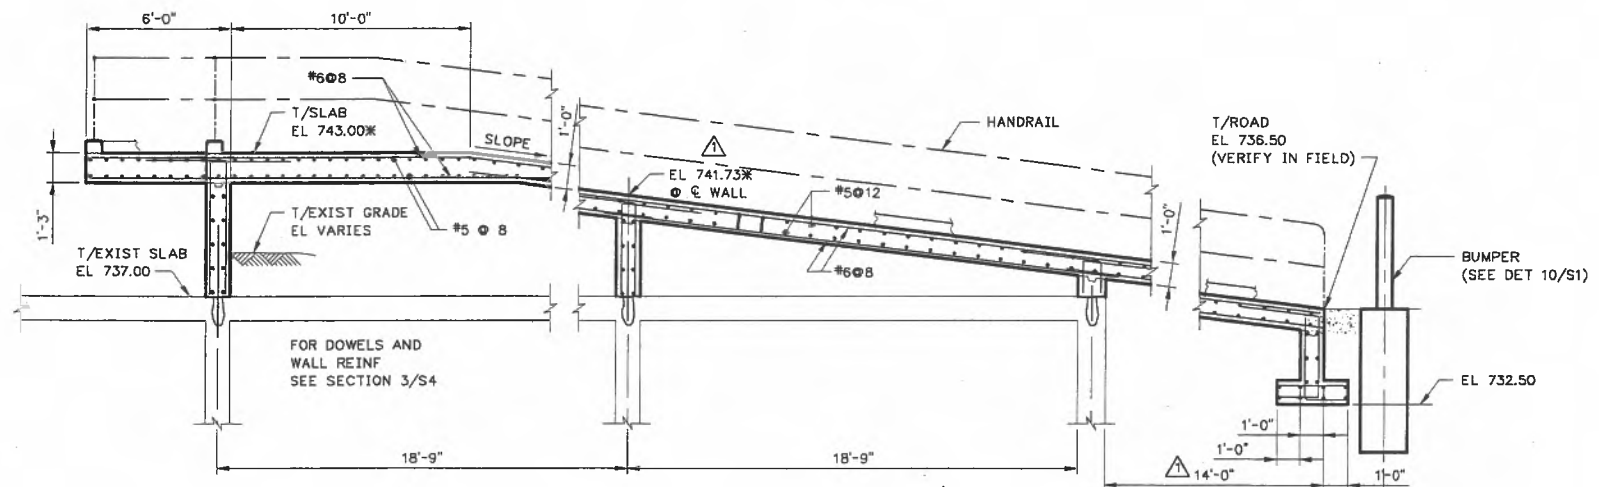 6'-0"
10'-0"
#6@8
T/SLAB
EL 743.00*
SLOPE
1'-0"
1
HANDRAIL
T/ROAD
EL 736.50
(VERIFY IN FIELD)
EL 741.73*
@ ℄ WALL
#5@12
1'-0"
1'-3"
T/EXIST GRADE
EL VARIES
#5 @ 8
#6@8
T/EXIST SLAB
EL 737.00
BUMPER
(SEE DET 10/S1)
FOR DOWELS AND
WALL REINF
SEE SECTION 3/S4
EL 732.50
1'-0"
1'-0"
18'-9"
18'-9"
1
14'-0"
1'-0"